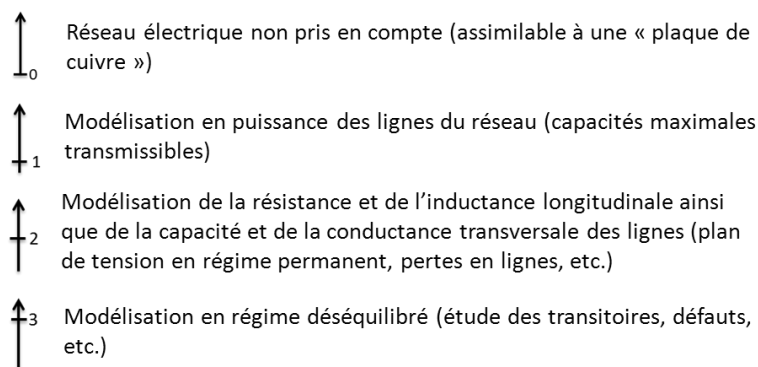 Réseau électrique non pris en compte (assimilable à une « plaque de
cuivre »)
0
Modélisation en puissance des lignes du réseau (capacités maximales
transmissibles)
1
Modélisation de la résistance et de l’inductance longitudinale ainsi
que de la capacité et de la conductance transversale des lignes (plan
de tension en régime permanent, pertes en lignes, etc.)
2
3
Modélisation en régime déséquilibré (étude des transitoires, défauts,
etc.)